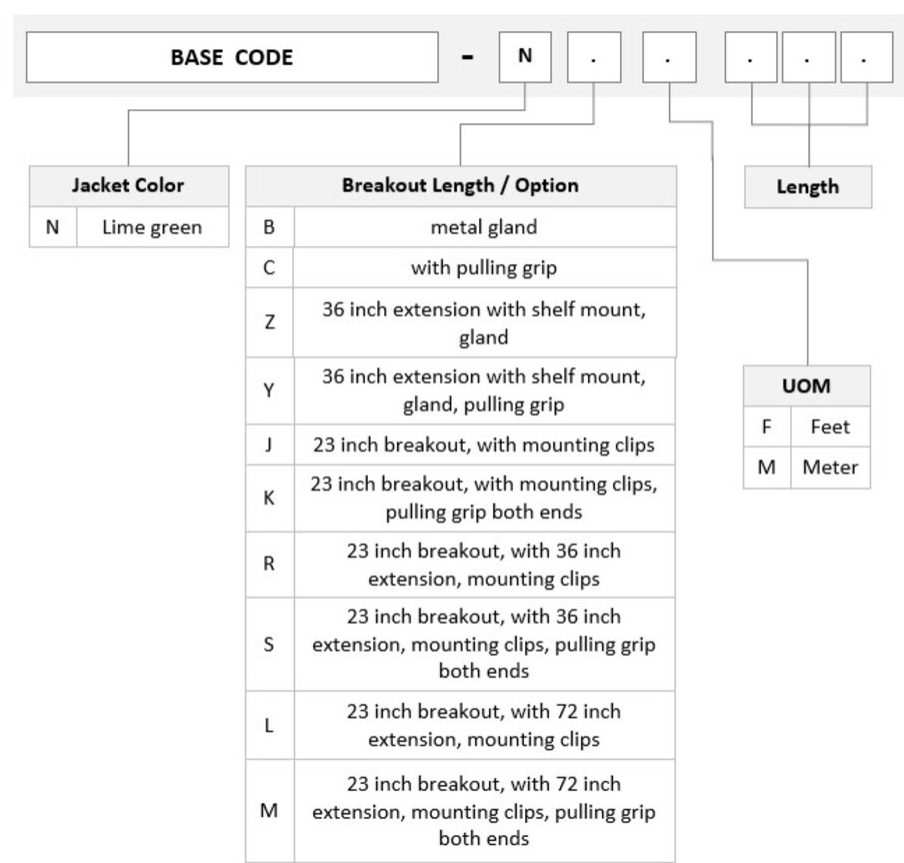 BASE CODE - N . . . . .
Jacket Color
N Lime green
Breakout Length / Option
B metal gland
C with pulling grip
Z 36 inch extension with shelf mount,
gland
Y 36 inch extension with shelf mount,
gland, pulling grip
J 23 inch breakout, with mounting clips
K 23 inch breakout, with mounting clips,
pulling grip both ends
R 23 inch breakout, with 36 inch
extension, mounting clips
S 23 inch breakout, with 36 inch
extension, mounting clips, pulling grip
both ends
L 23 inch breakout, with 72 inch
extension, mounting clips
M 23 inch breakout, with 72 inch
extension, mounting clips, pulling grip
both ends
Length
UOM
F Feet
M Meter